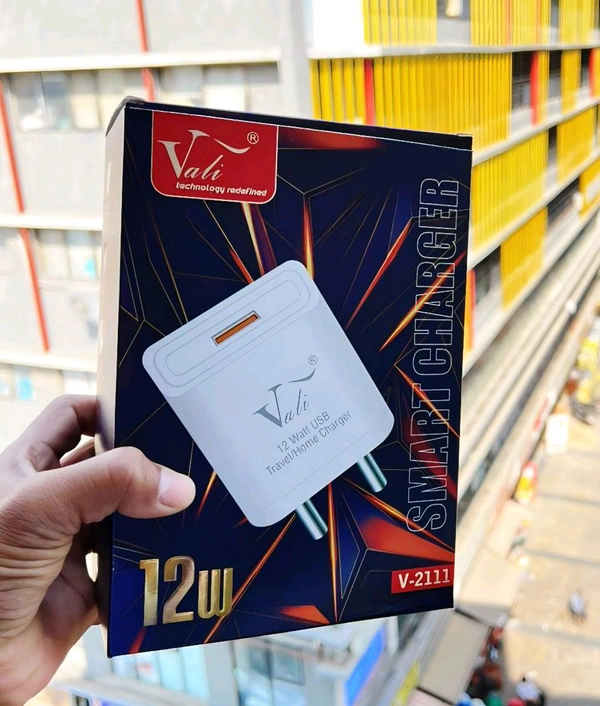 Vali®
technology redefined
SMART CHARGER
Vali®
12 Watt USB
Travel/Home Charger
12W
V-2111